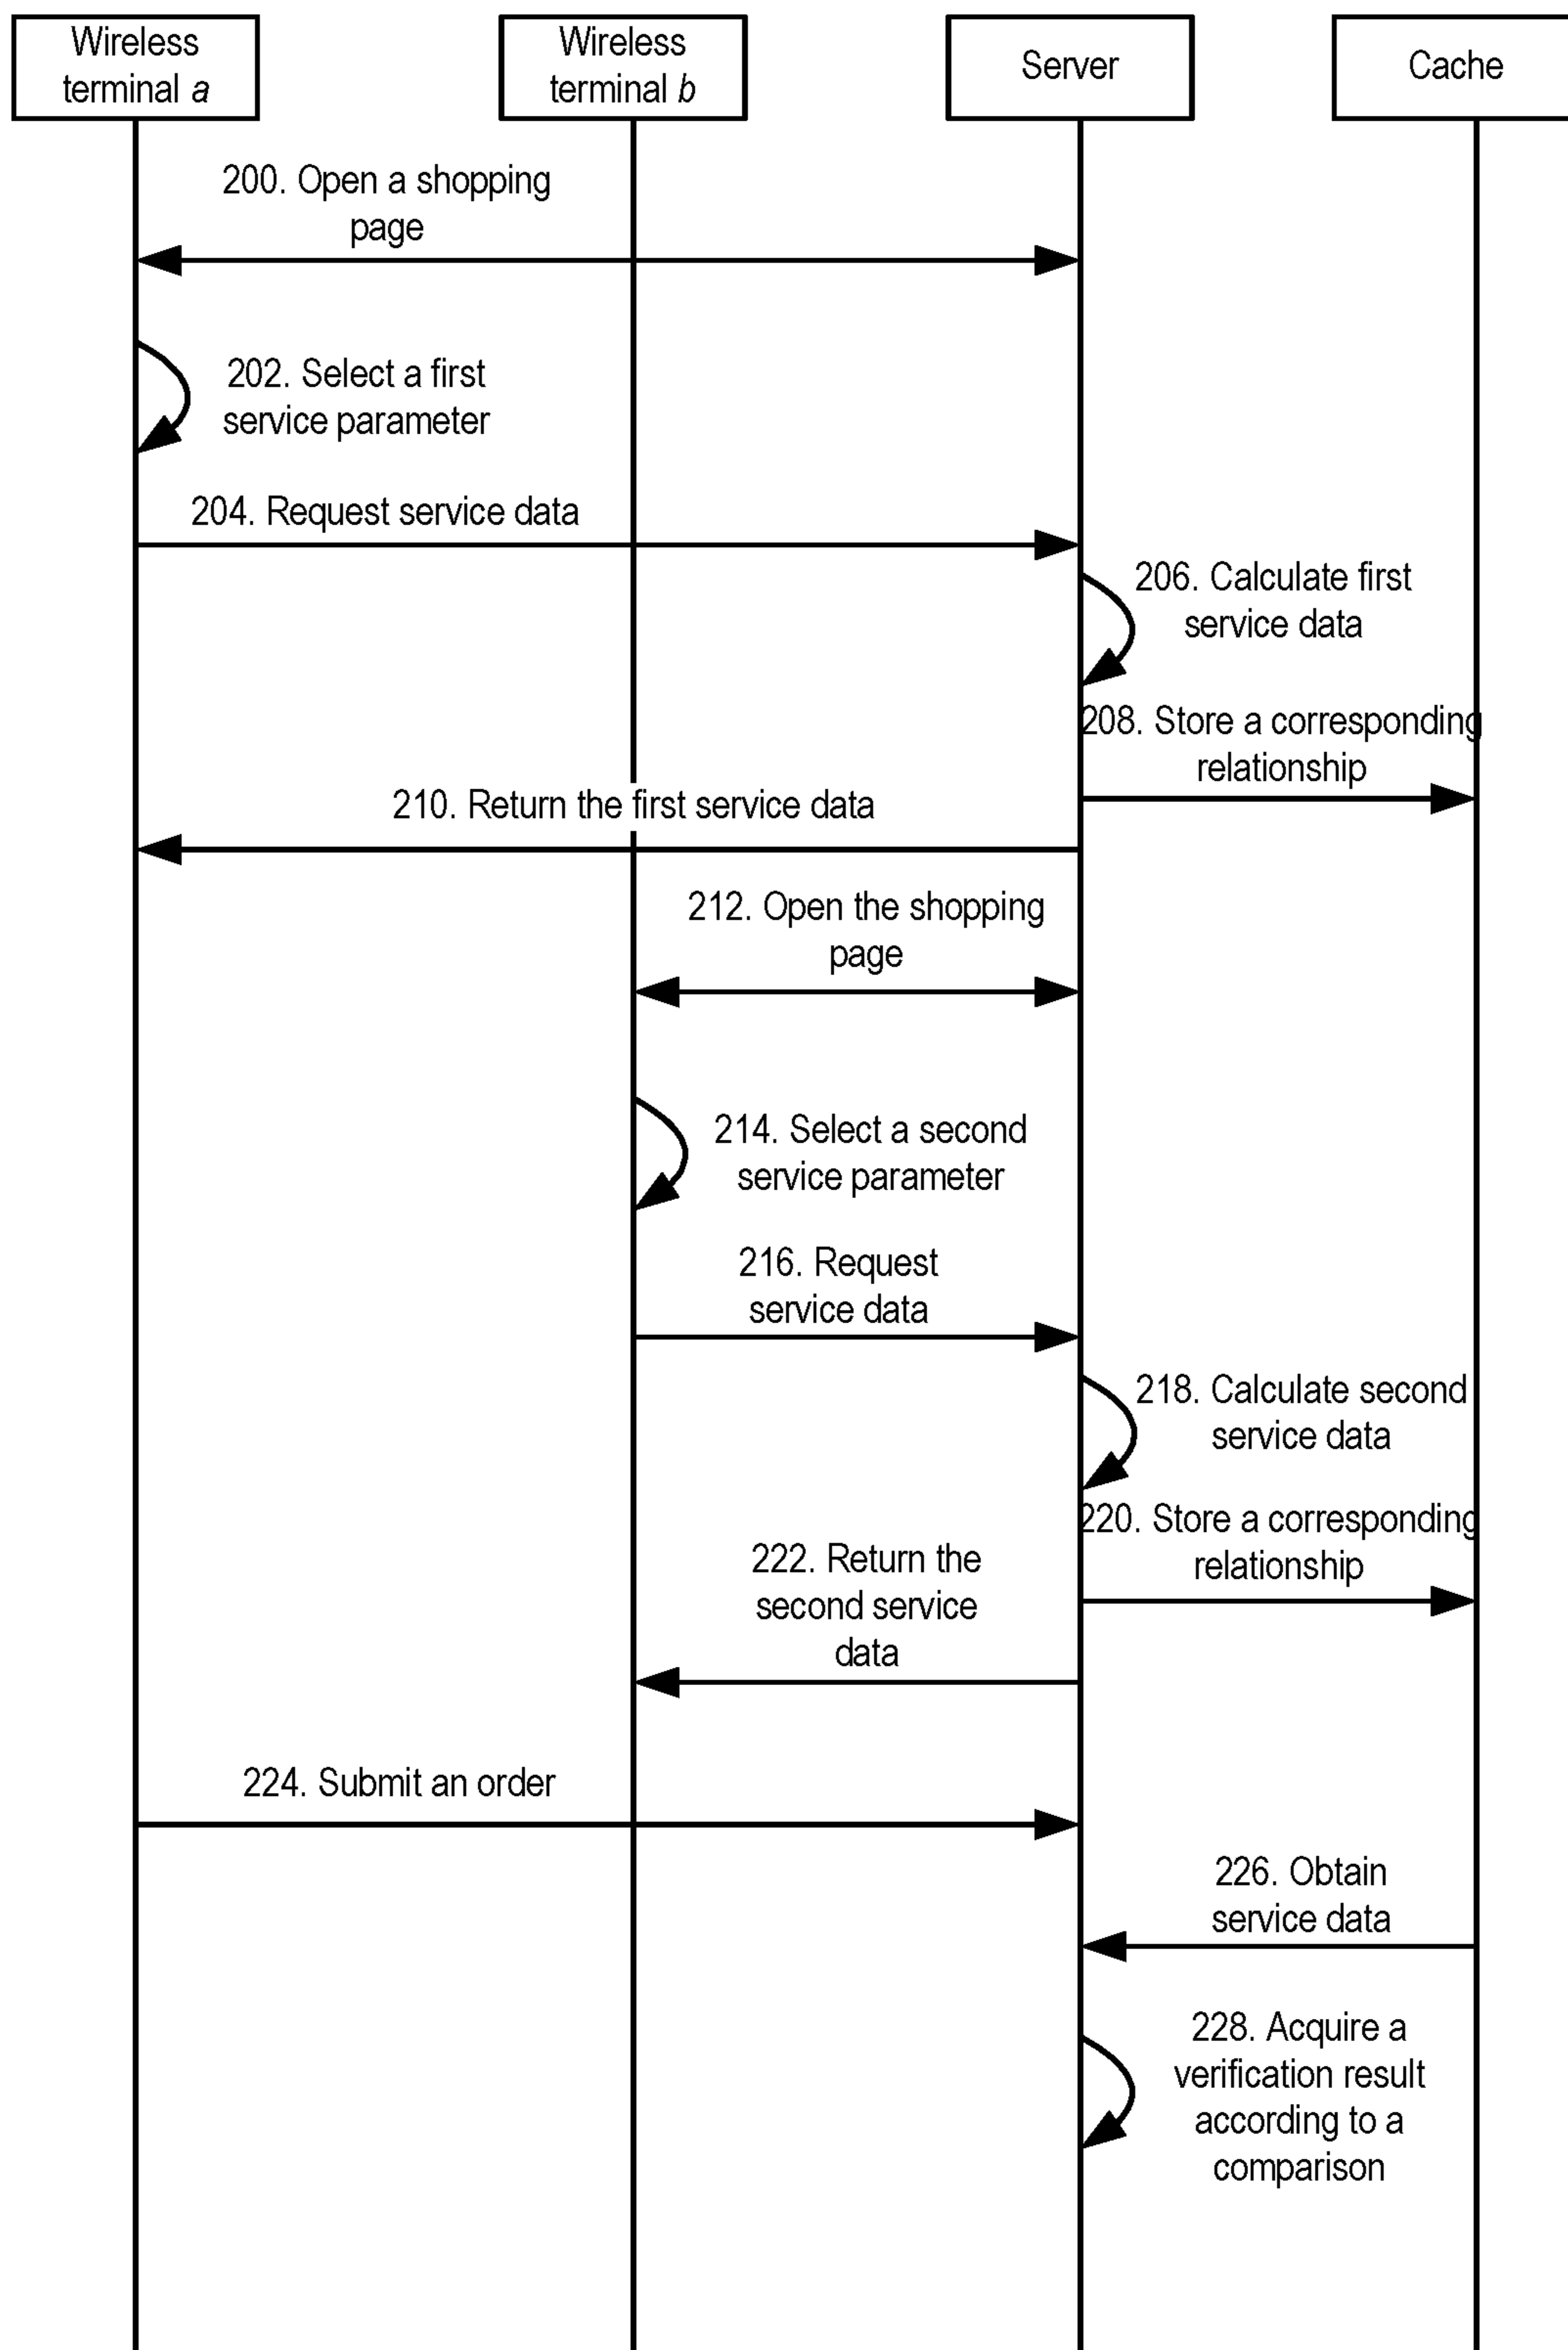 Wireless
terminal a
Wireless
terminal b
Server
Cache
200. Open a shopping
page
202. Select a first
service parameter
204. Request service data
206. Calculate first
service data
208. Store a corresponding
relationship
210. Return the first service data
212. Open the shopping
page
214. Select a second
service parameter
216. Request
service data
218. Calculate second
service data
220. Store a corresponding
relationship
222. Return the
second service
data
224. Submit an order
226. Obtain
service data
228. Acquire a
verification result
according to a
comparison